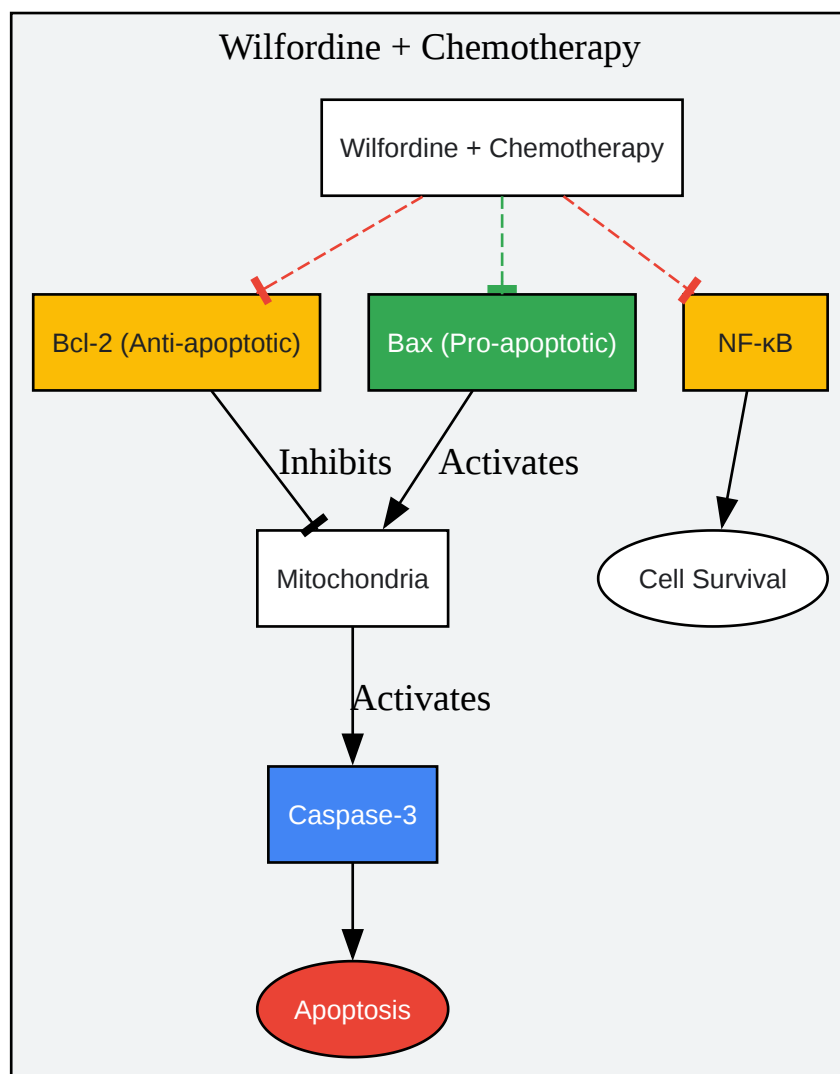 Wilfordine + Chemotherapy
Wilfordine + Chemotherapy
Bcl-2 (Anti-apoptotic)
Bax (Pro-apoptotic)
NF-κB
Inhibits
Activates
Mitochondria
Cell Survival
Activates
Caspase-3
Apoptosis